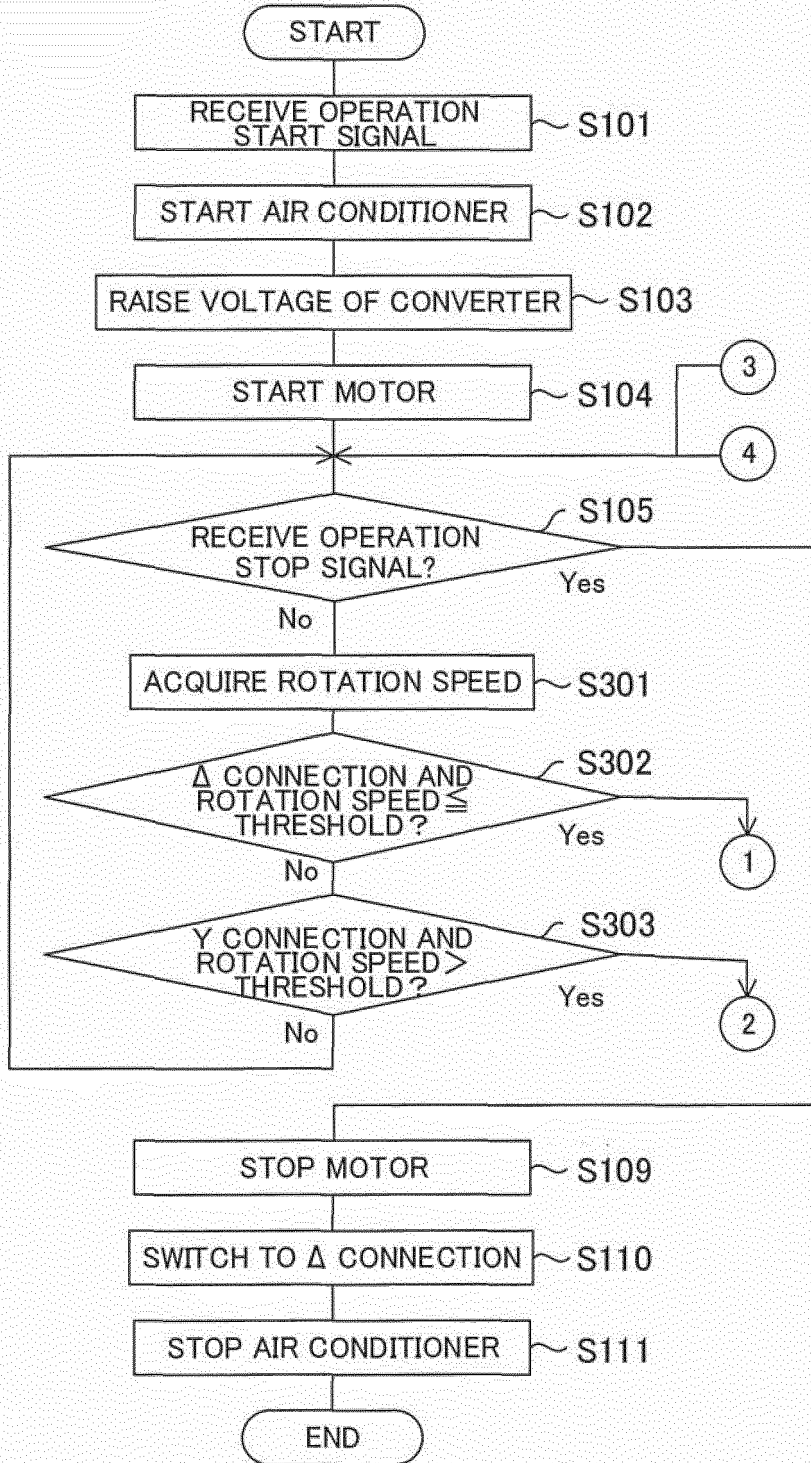 START
RECEIVE OPERATION
START SIGNAL
S101
START AIR CONDITIONER
S102
RAISE VOLTAGE OF CONVERTER
S103
START MOTOR
S104
3
4
RECEIVE OPERATION
STOP SIGNAL?
S105
Yes
No
ACQUIRE ROTATION SPEED
S301
Δ CONNECTION AND
ROTATION SPEED≦
THRESHOLD?
S302
Yes
1
No
Y CONNECTION AND
ROTATION SPEED>
THRESHOLD?
S303
Yes
2
No
STOP MOTOR
S109
SWITCH TO Δ CONNECTION
S110
STOP AIR CONDITIONER
S111
END